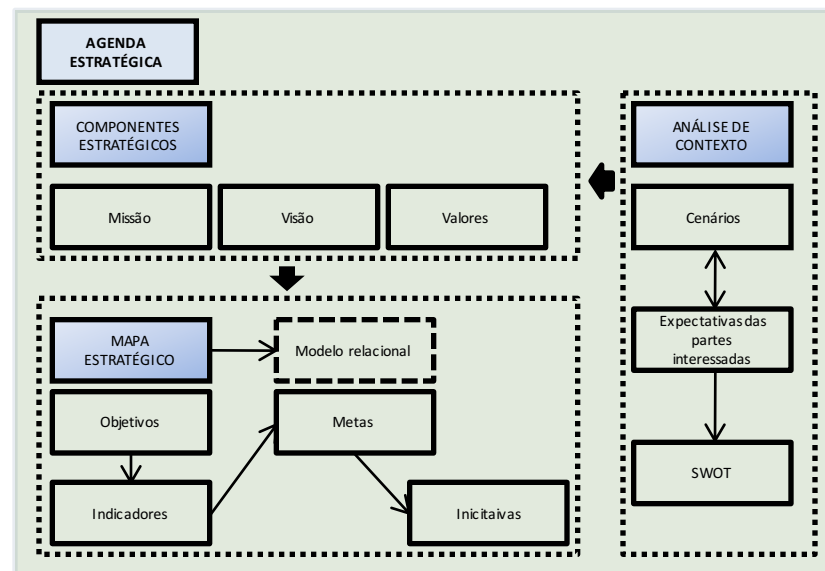 AGENDA
ESTRATÉGICA
COMPONENTES
ESTRATÉGICOS
Missão
Visão
Valores
MAPA
ESTRATÉGICO
Modelo relacional
Objetivos
Metas
Indicadores
Inicitaivas
ANÁLISE DE
CONTEXTO
Cenários
Expectativas das
partes
interessadas
SWOT